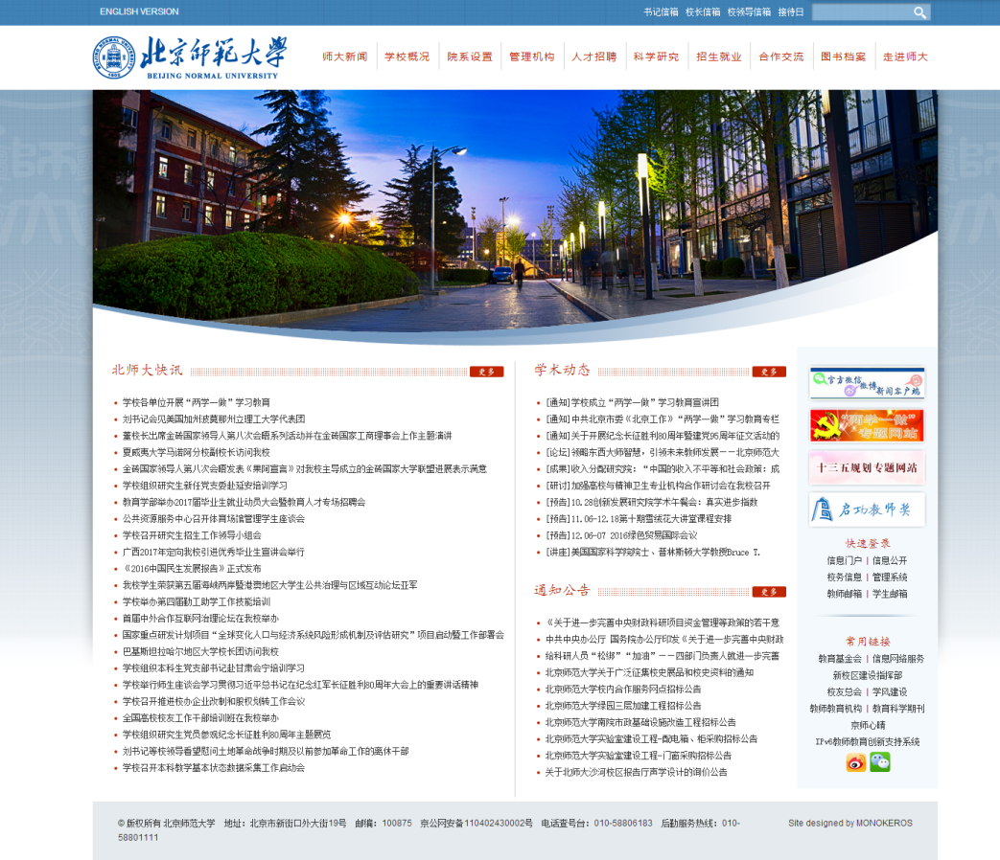 ENGLISH VERSION
书记信箱 校长信箱 校领导信箱 接待日
北京师范大学
BEIJING NORMAL UNIVERSITY
师大新闻 学校概况 院系设置 管理机构 人才招聘 科学研究 招生就业 合作交流 图书档案 走进师大
北师大快讯 更多
学校各单位开展“两学一做”学习教育
刘书记会见美国加州波莫那州立理工大学代表团
董校长出席金砖国家领导人第八次会晤系列活动并在金砖国家工商理事会上作主题演讲
夏威夷大学马诺阿分校副校长访问我校
金砖国家领导人第八次会晤发表《果阿宣言》对我校主导成立的金砖国家大学联盟进展表示满意
学校组织研究生新任党支委赴延安培训学习
教育学部举办2017届毕业生就业动员大会暨教育人才专场招聘会
公共资源服务中心召开体育场馆管理学生座谈会
学校召开研究生招生工作领导小组会
广西2017年定向我校引进优秀毕业生宣讲会举行
《2016中国民生发展报告》正式发布
我校学生荣获第五届海峡两岸暨港澳地区大学生公共治理与区域互动论坛亚军
学校举办第四届勤工助学工作技能培训
首届中外合作互联网治理论坛在我校举办
国家重点研发计划项目“全球变化人口与经济系统风险形成机制及评估研究”项目启动暨工作部署会
巴基斯坦拉哈尔地区大学校长团访问我校
学校组织本科生党支部书记赴甘肃会宁培训学习
学校举行师生座谈会学习贯彻习近平总书记在纪念红军长征胜利80周年大会上的重要讲话精神
学校召开推进校办企业改制和股权划转工作会议
全国高校校友工作干部培训班在我校举办
学校组织研究生党员参观纪念长征胜利80周年主题展览
刘书记等校领导看望慰问土地革命战争时期及以前参加革命工作的离休干部
学校召开本科教学基本状态数据采集工作启动会
学术动态 更多
[通知]学校成立“两学一做”学习教育宣讲团
[通知]中共北京市委《北京工作》“两学一做”学习教育专栏
[通知]关于开展纪念长征胜利80周年暨建党95周年征文活动的
[论坛]领略东西大师智慧，引领未来教师发展－－北京师范大
[成果]收入分配研究院：“中国的收入不平等和社会政策：成
[研讨]加强高校与精神卫生专业机构合作研讨会在我校召开
[预告]10.28创新发展研究院学术午餐会：真实进步指数
[预告]11.06-12.18第十期雪绒花大讲堂课程安排
[预告]12.06-07 2016绿色贸易国际会议
[讲座]美国国家科学院院士、普林斯顿大学教授Bruce T.
通知公告 更多
《关于进一步完善中央财政科研项目资金管理等政策的若干意
中共中央办公厅 国务院办公厅印发《关于进一步完善中央财政
给科研人员“松绑”“加油”－－四部门负责人就进一步完善
北京师范大学关于广泛征集校史展品和校史资料的通知
北京师范大学校内合作服务网点招标公告
北京师范大学绿园三层加建工程招标公告
北京师范大学南院市政基础设施改造工程招标公告
北京师范大学实验室建设工程-配电箱、柜采购招标公告
北京师范大学实验室建设工程-门窗采购招标公告
关于北师大沙河校区报告厅声学设计的询价公告
官方微信 微博 新闻客户端
“两学一做”
专题网站
十三五规划专题网站
启功教师奖
快速登录
信息门户 | 信息公开
校务信息 | 管理系统
教师邮箱 | 学生邮箱
常用链接
教育基金会 | 信息网络服务
新校区建设指挥部
校友总会 | 学风建设
教师教育机构 | 教育科学期刊
京师心晴
IPv6教师教育创新支持系统
© 版权所有 北京师范大学 地址：北京市新街口外大街19号 邮编：100875 京公网安备110402430002号 电话查号台：010-58806183 后勤服务热线：010-
58801111
Site designed by MONOKEROS